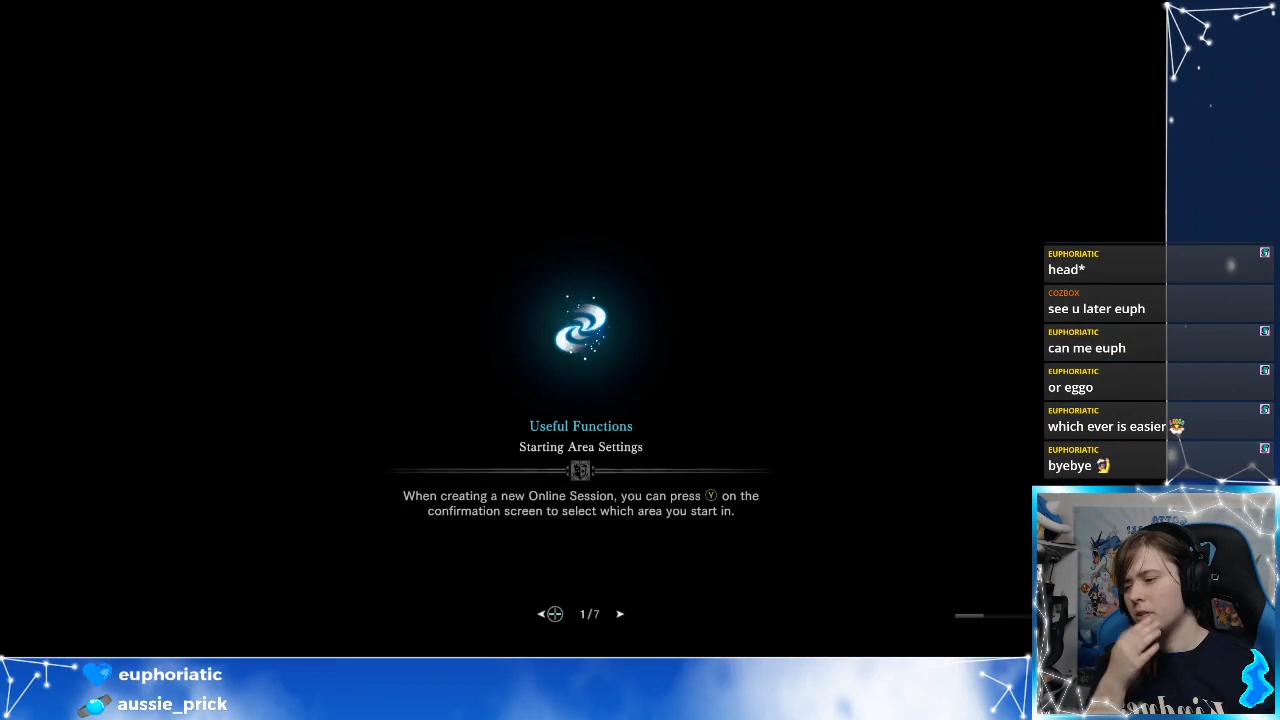 Useful Functions
Starting Area Settings
When creating a new Online Session, you can press Y on the
confirmation screen to select which area you start in.
1/7
EUPHORIATIC
head*
COZBOX
see u later euph
EUPHORIATIC
can me euph
EUPHORIATIC
or eggo
EUPHORIATIC
which ever is easier
EUPHORIATIC
byebye
euphoriatic
aussie_prick